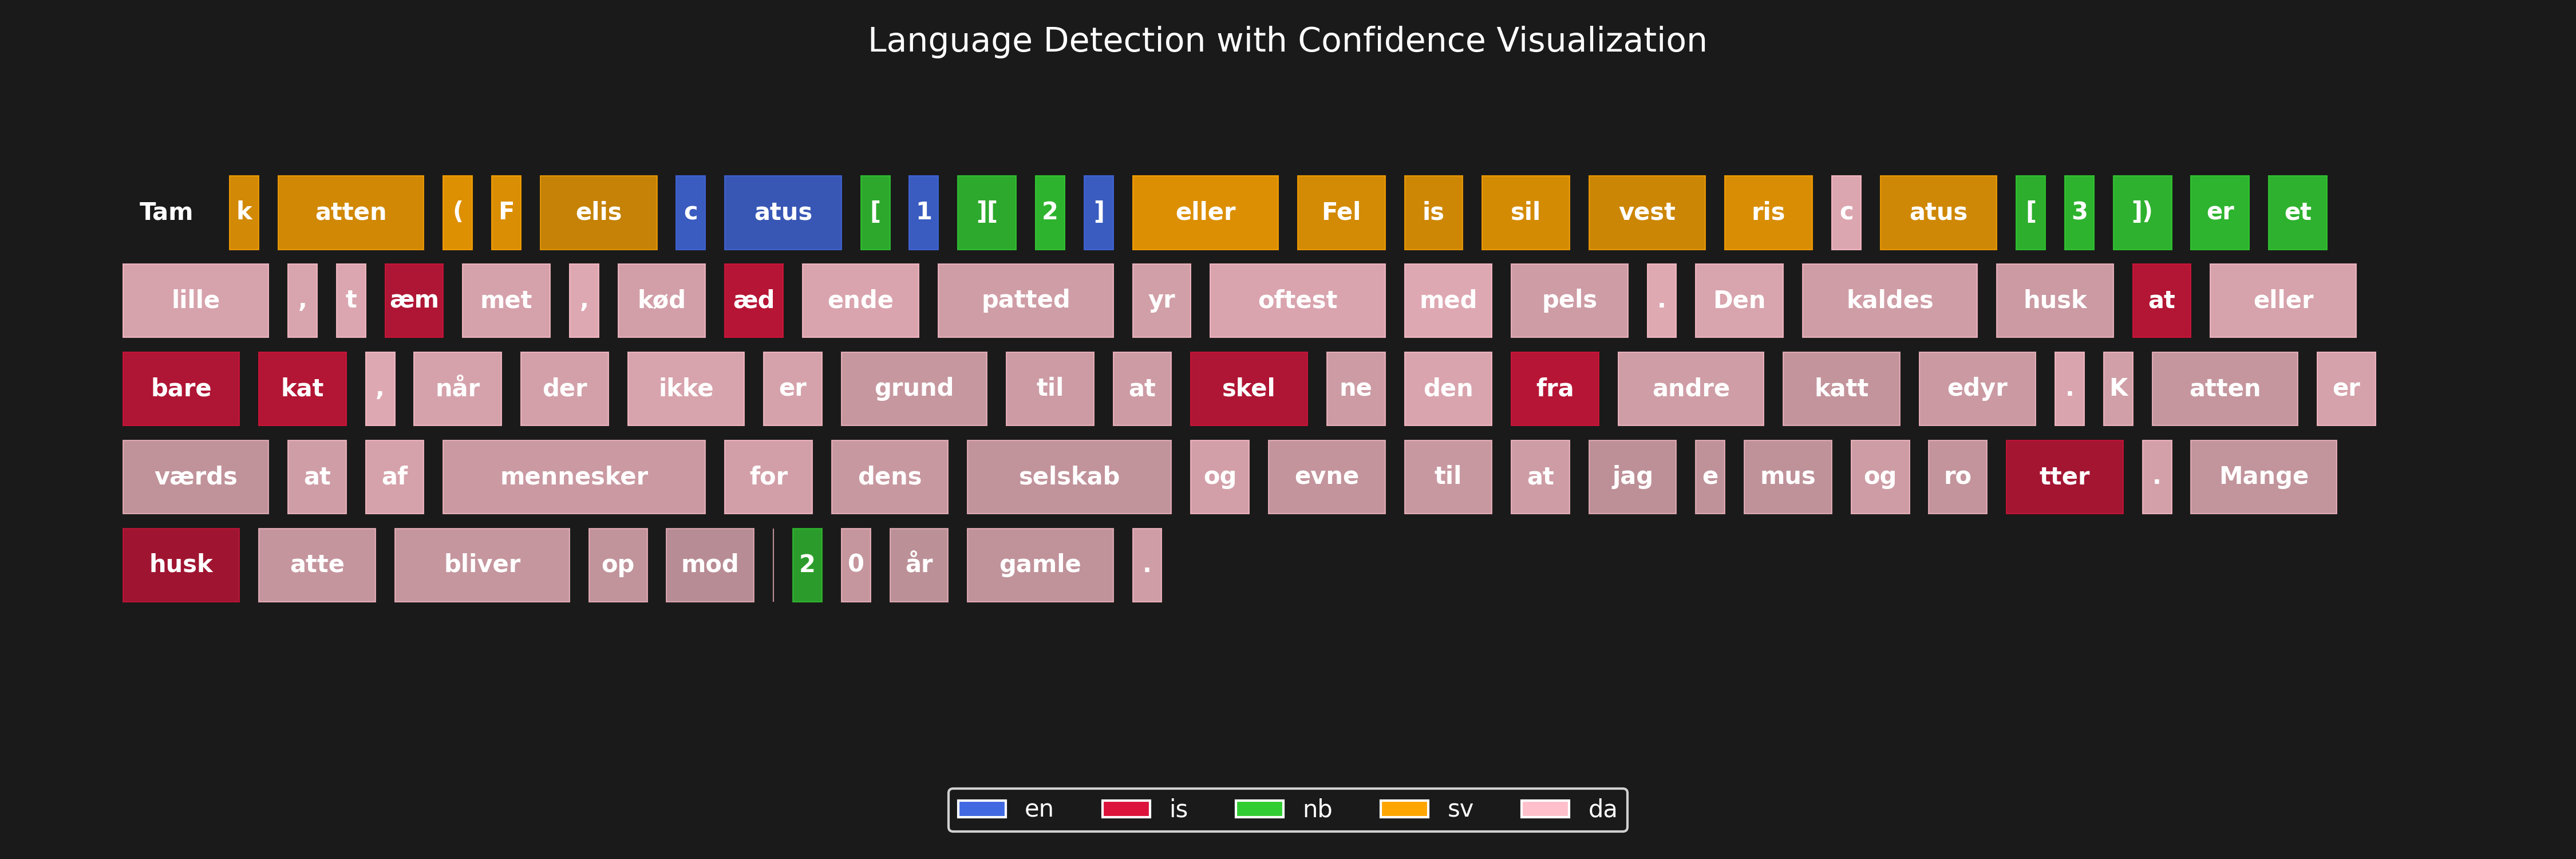 Language Detection with Confidence Visualization
Tam k atten ( F elis c atus [ 1 ][ 2 ] eller Fel is sil vest ris c atus [ 3 ]) er et
lille , t æm met , kød æd ende patted yr oftest med pels . Den kaldes husk at eller
bare kat , når der ikke er grund til at skel ne den fra andre katt edyr . K atten er
værds at af mennesker for dens selskab og evne til at jag e mus og ro tter . Mange
husk atte bliver op mod 2 0 år gamle .
en is nb sv da